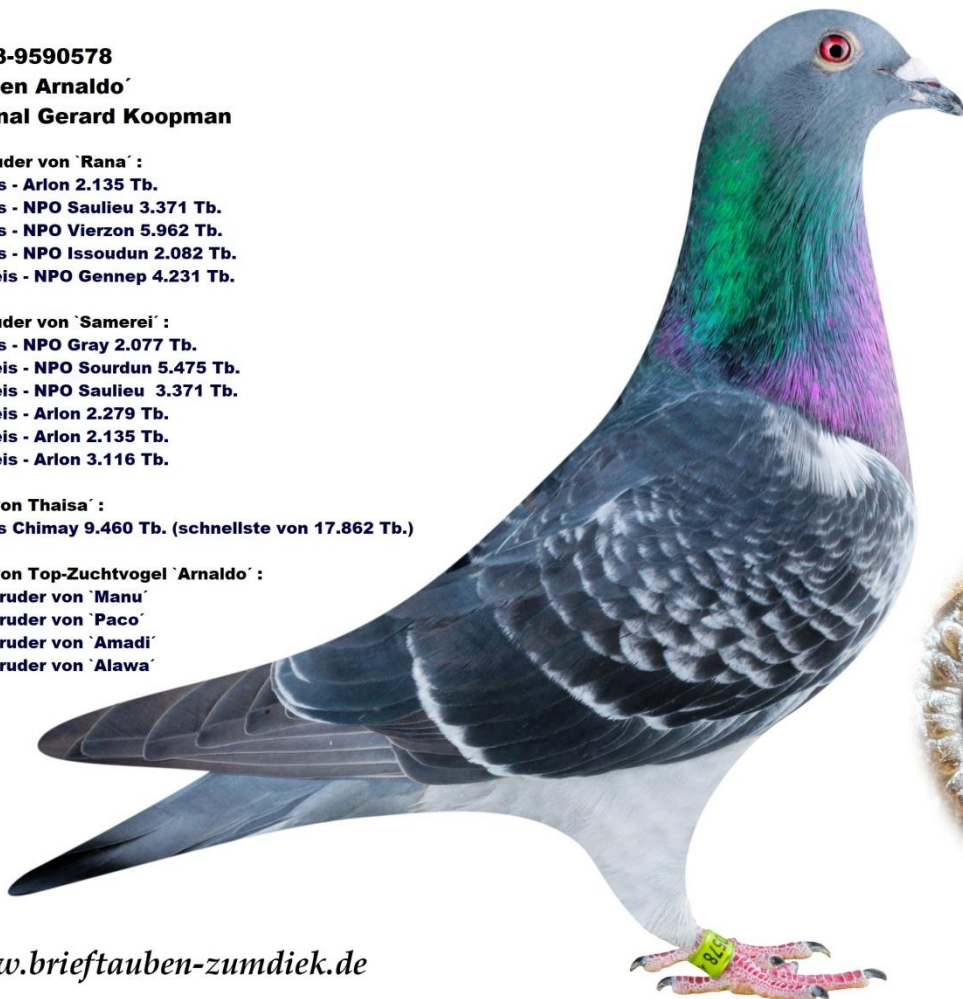 3-9590578
en Arnaldo´
nal Gerard Koopman
uder von `Rana´ :
s - Arlon 2.135 Tb.
s - NPO Saulieu 3.371 Tb.
s - NPO Vierzon 5.962 Tb.
s - NPO Issoudun 2.082 Tb.
eis - NPO Gennep 4.231 Tb.
uder von `Samerei´ :
s - NPO Gray 2.077 Tb.
eis - NPO Sourdun 5.475 Tb.
eis - NPO Saulieu  3.371 Tb.
eis - Arlon 2.279 Tb.
eis - Arlon 2.135 Tb.
eis - Arlon 3.116 Tb.
on Thaisa´ :
s Chimay 9.460 Tb. (schnellste von 17.862 Tb.)
on Top-Zuchtvogel `Arnaldo´ :
ruder von `Manu´
ruder von `Paco´
ruder von `Amadi´
ruder von `Alawa´
w.brieftauben-zumdiek.de